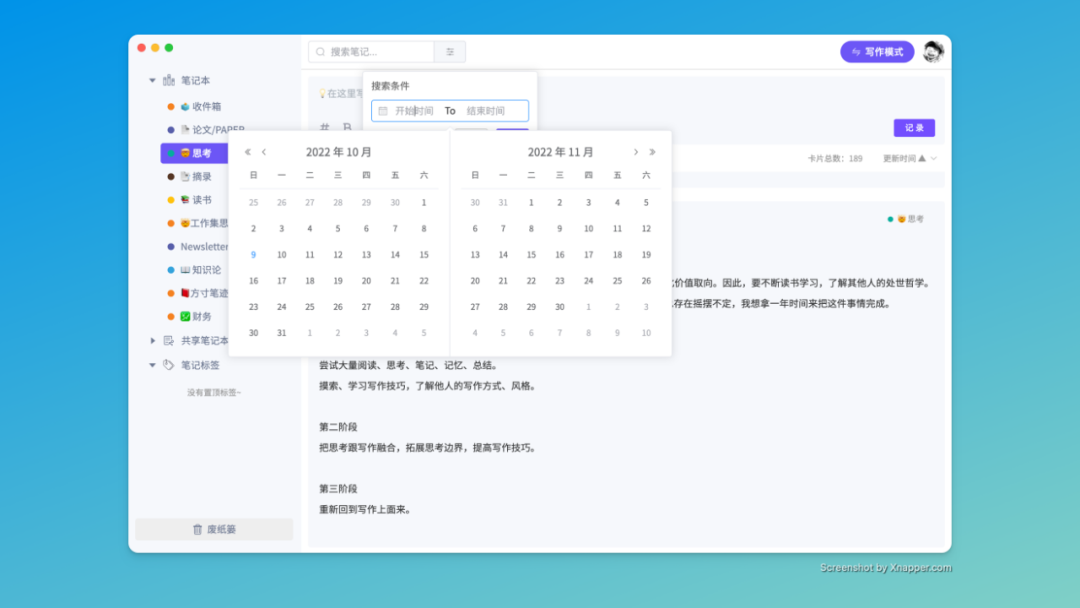 笔记本
收件箱
论文/PAPER
思考
摘录
读书
工作集思
Newsletter
知识论
方寸笔迹
财务
共享笔记本
笔记标签
没有置顶标签~
废纸篓
搜索笔记...
写作模式
搜索条件
开始时间 To 结束时间
在这里写
记录
卡片总数：189 更新时间
思考
2022 年 10 月
日 一 二 三 四 五 六
25 26 27 28 29 30 1
2 3 4 5 6 7 8
9 10 11 12 13 14 15
16 17 18 19 20 21 22
23 24 25 26 27 28 29
30 31 1 2 3 4 5
2022 年 11 月
日 一 二 三 四 五 六
30 31 1 2 3 4 5
6 7 8 9 10 11 12
13 14 15 16 17 18 19
20 21 22 23 24 25 26
27 28 29 30 1 2 3
4 5 6 7 8 9 10
价值取向。因此，要不断读书学习，了解其他人的处世哲学。
存在摇摆不定，我想拿一年时间来把这件事情完成。
尝试大量阅读、思考、笔记、记忆、总结。
摸索、学习写作技巧，了解他人的写作方式、风格。
第二阶段
把思考跟写作融合，拓展思考边界，提高写作技巧。
第三阶段
重新回到写作上面来。
Screenshot by Xnapper.com